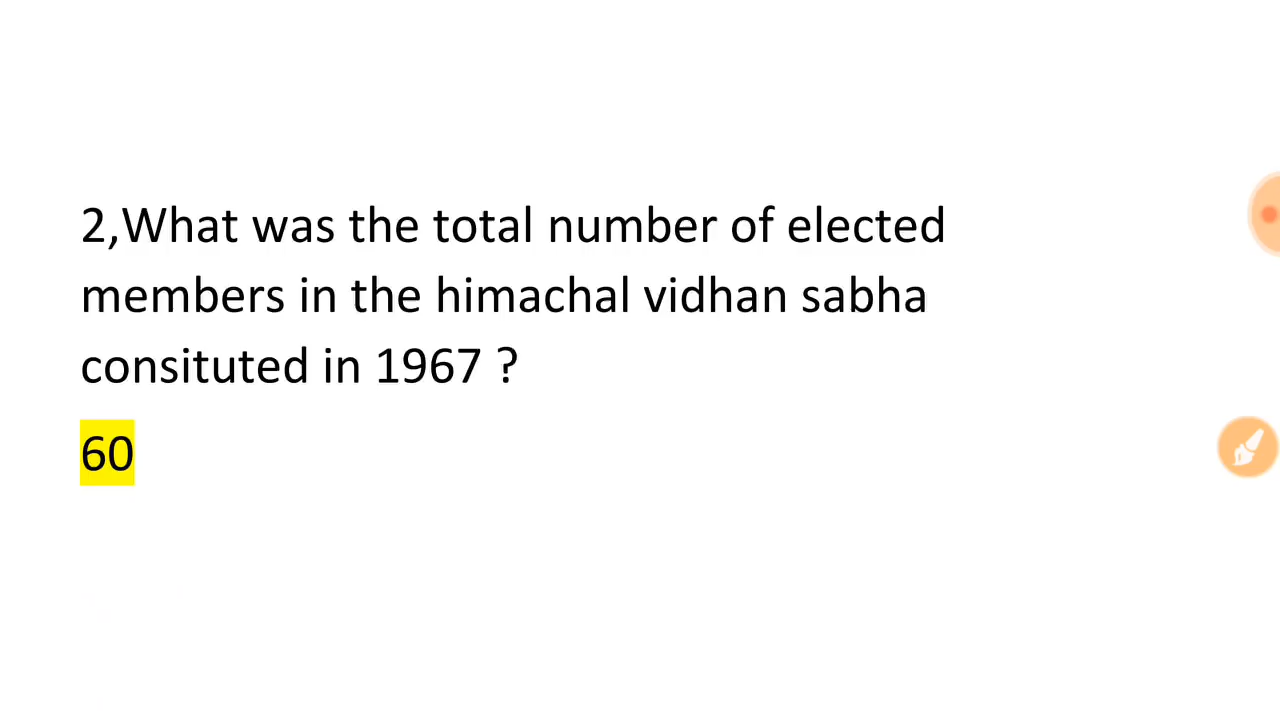 2,What was the total number of elected
members in the himachal vidhan sabha
consituted in 1967 ?
60